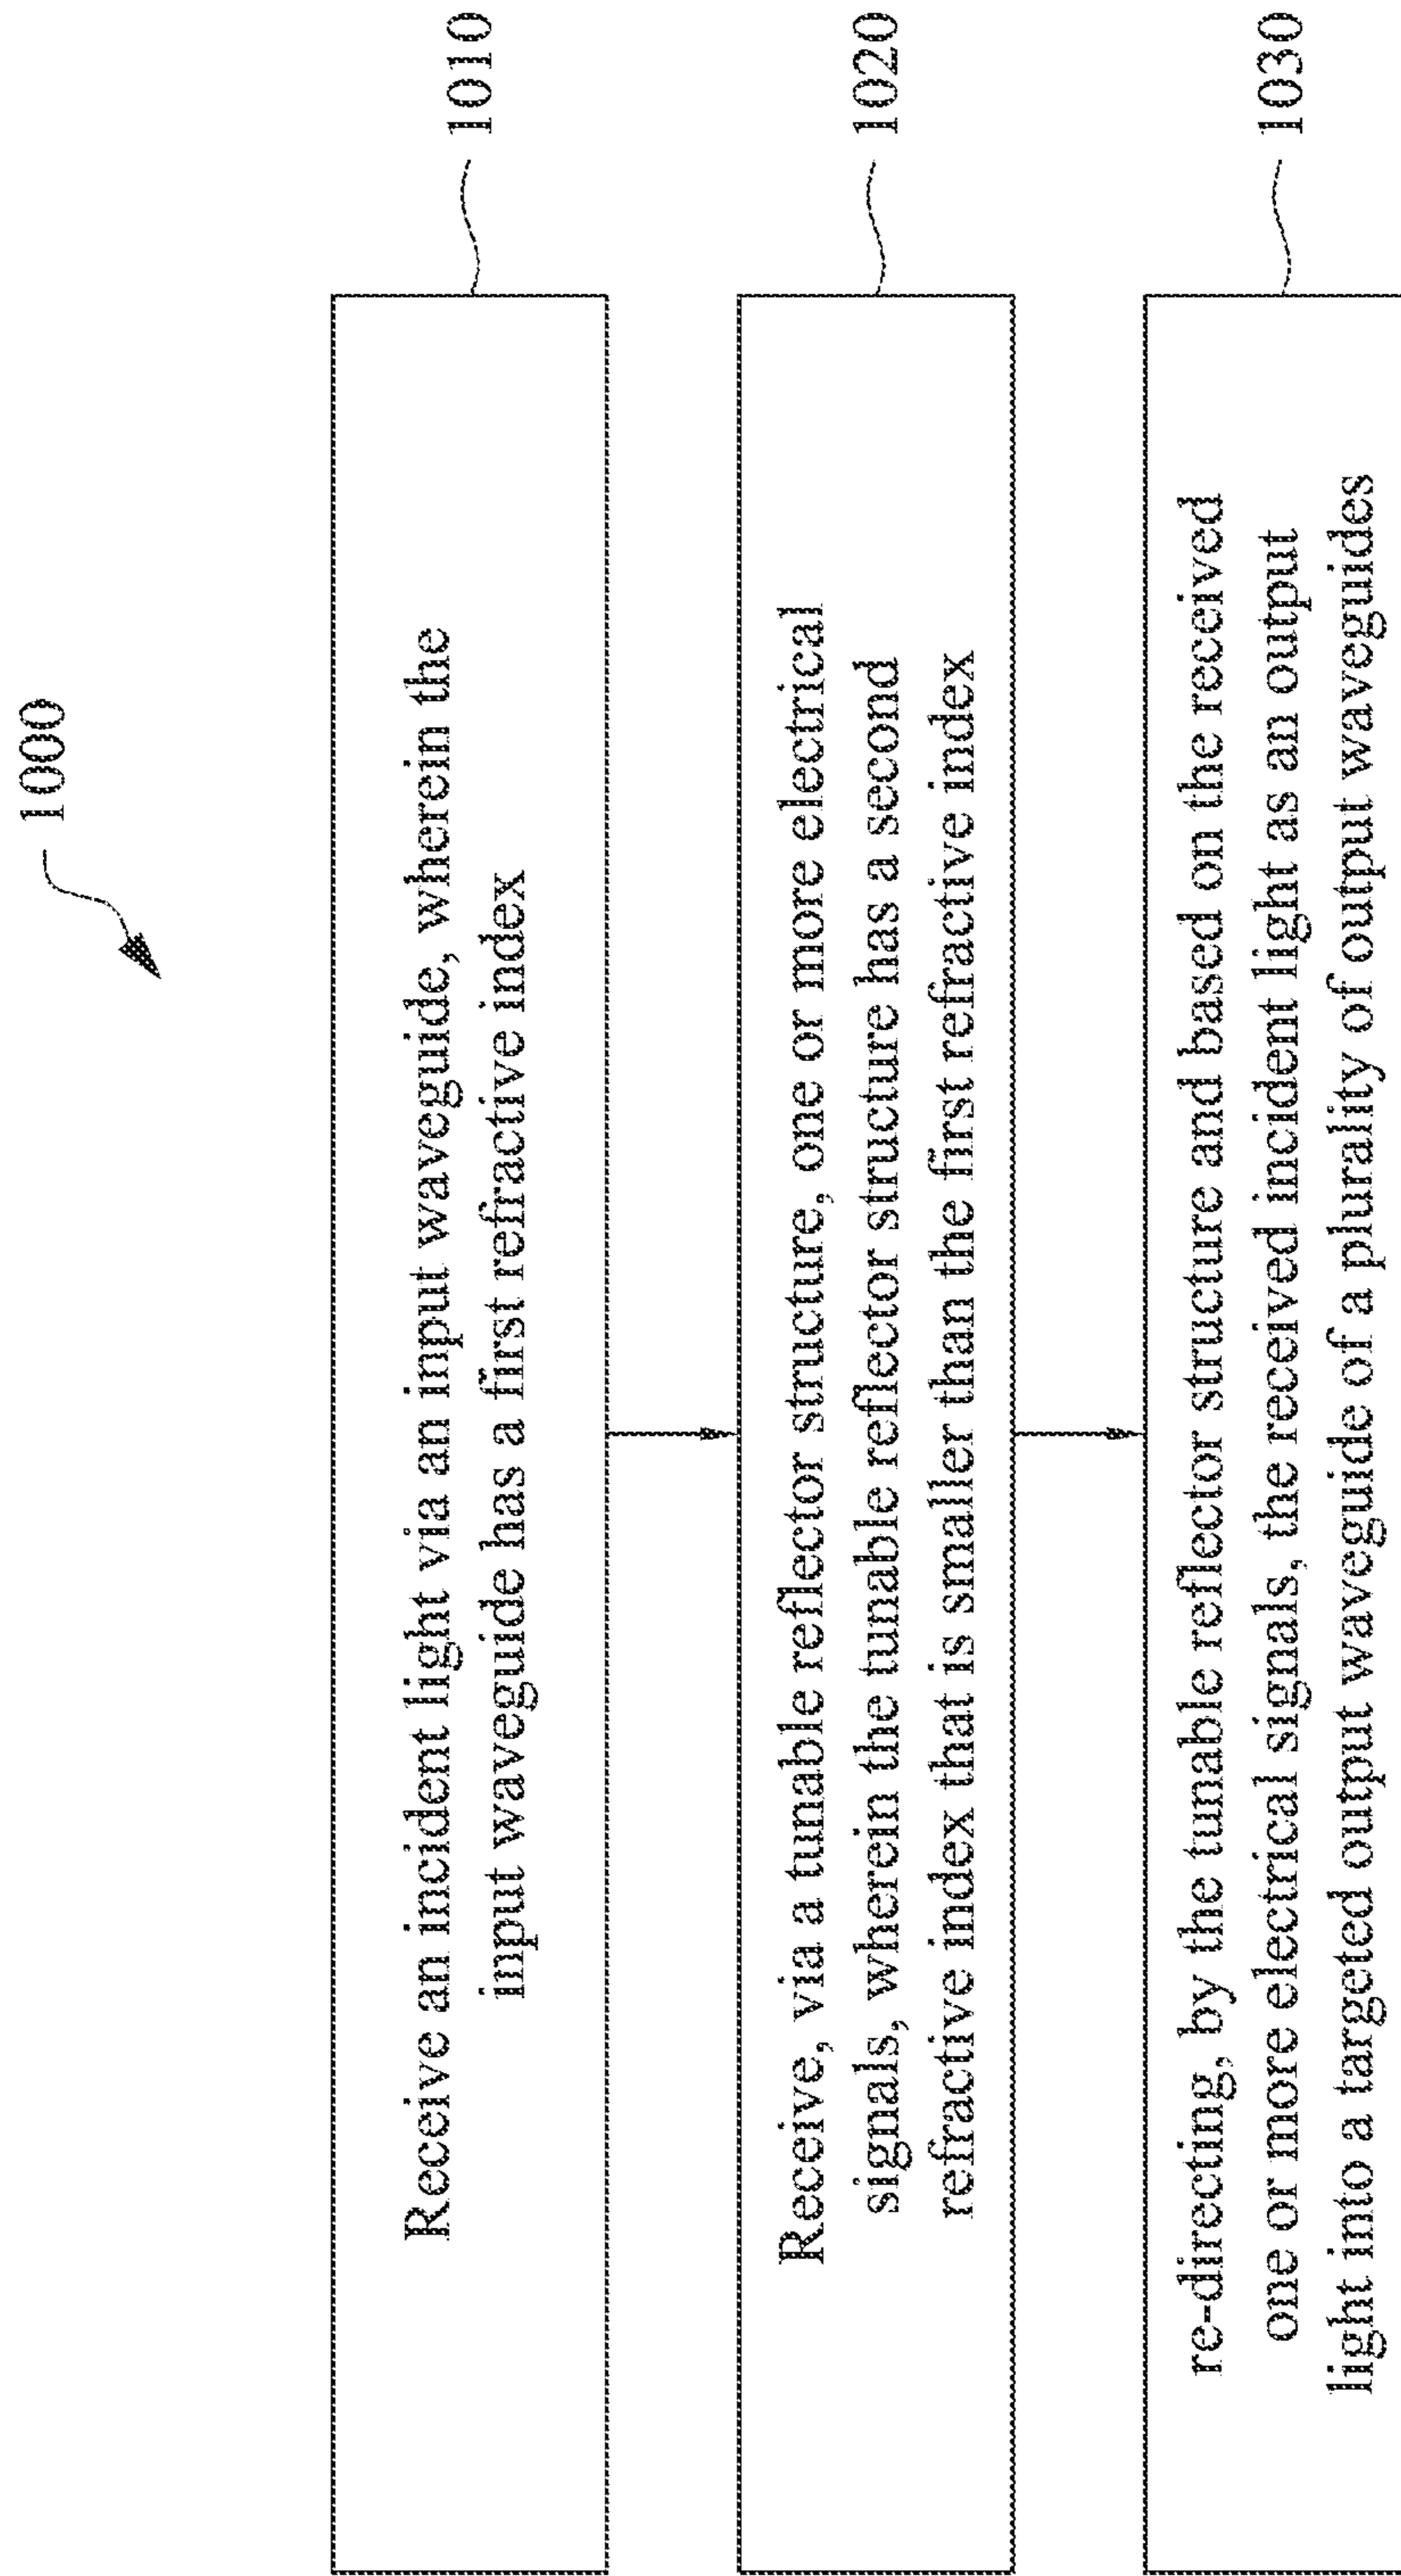 1000
Receive an incident light via an input waveguide, wherein the
input waveguide has a first refractive index
1010
Receive, via a tunable reflector structure, one or more electrical
signals, wherein the tunable reflector structure has a second
refractive index that is smaller than the first refractive index
1020
re-directing, by the tunable reflector structure and based on the received
one or more electrical signals, the received incident light as an output
light into a targeted output waveguide of a plurality of output waveguides
1030